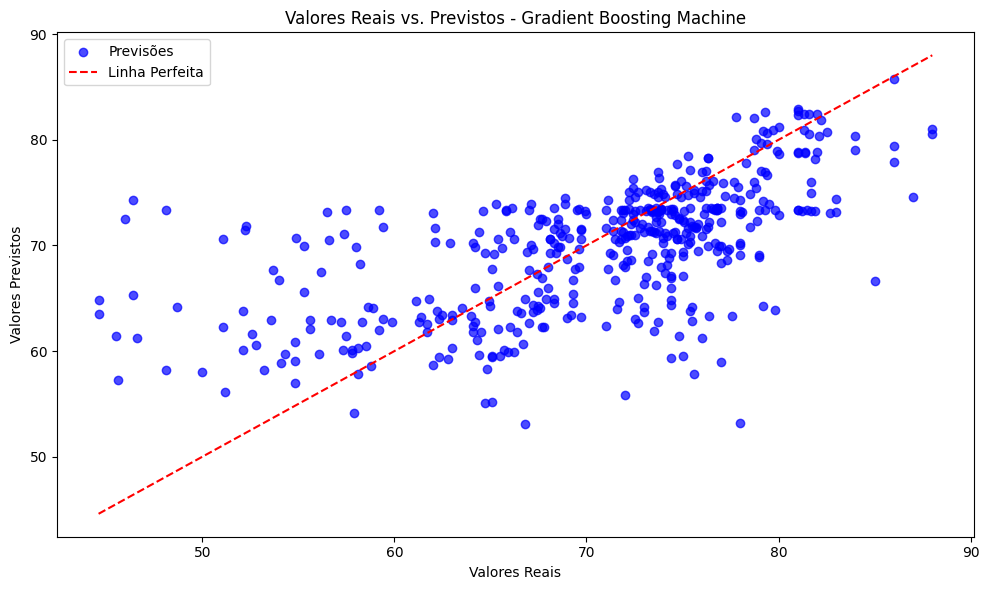 Valores Reais vs. Previstos - Gradient Boosting Machine
Previsões
Linha Perfeita
Valores Previstos
90
80
70
60
50
50 60 70 80 90
Valores Reais